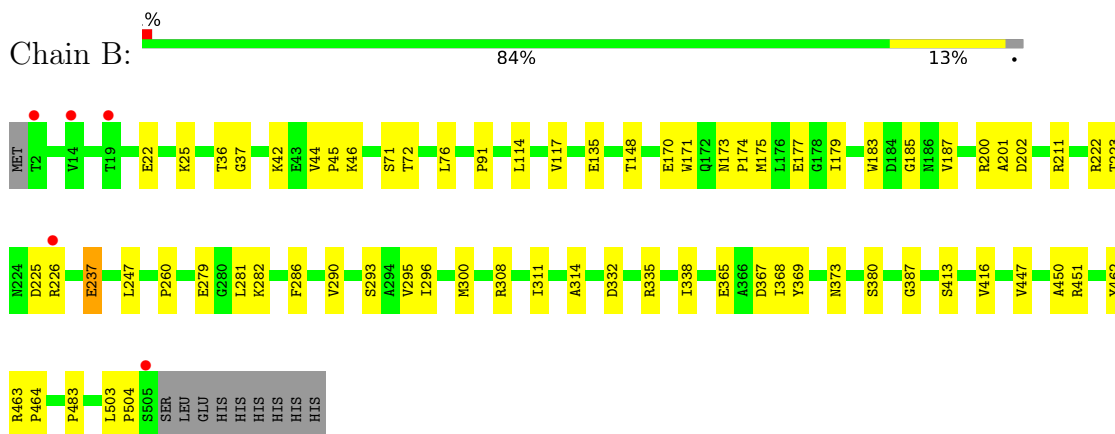 %
Chain B:
84% 13% •
MET T2 V14 T19 E22 K25 T36 G37 K42 E43 V44 P45 K46 S71 T72 L76 P91 L114 V117 E135 T148 E170 W171 Q172 N173 P174 M175 L176 E177 G178 I179 W183 D184 G185 N186 V187 R200 A201 D202 R211 R222 T223
N224 D225 R226 E237 L247 P260 E279 G280 L281 K282 F286 V290 S293 A294 V295 I296 M300 R308 I311 A314 D332 R335 I338 E365 A366 D367 I368 Y369 N373 S380 G387 S413 V416 V447 A450 R451 Y462
R463 P464 P483 L503 P504 S505 SER LEU GLU HIS HIS HIS HIS HIS HIS